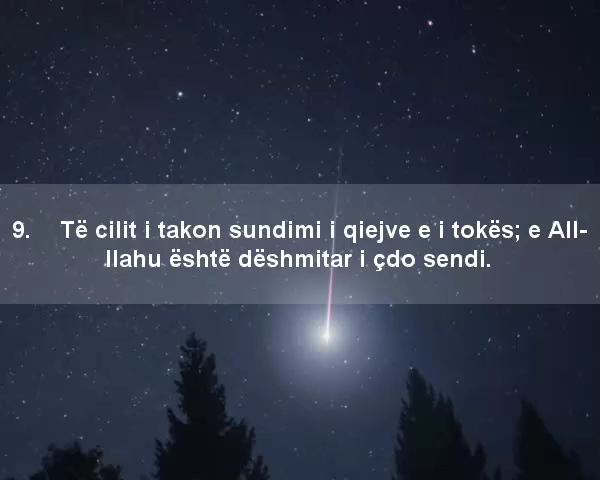 9. Të cilit i takon sundimi i qiejve e i tokës; e All-
llahu është dëshmitar i çdo sendi.